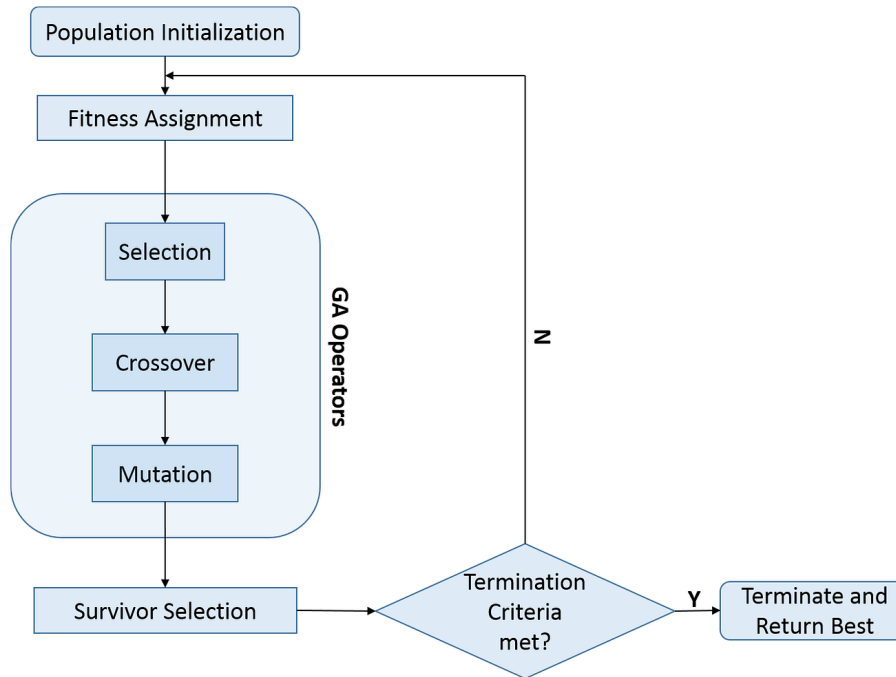 Population Initialization
Fitness Assignment
Selection
Crossover
Mutation
GA Operators
Survivor Selection
Termination
Criteria
met?
N
Y
Terminate and
Return Best